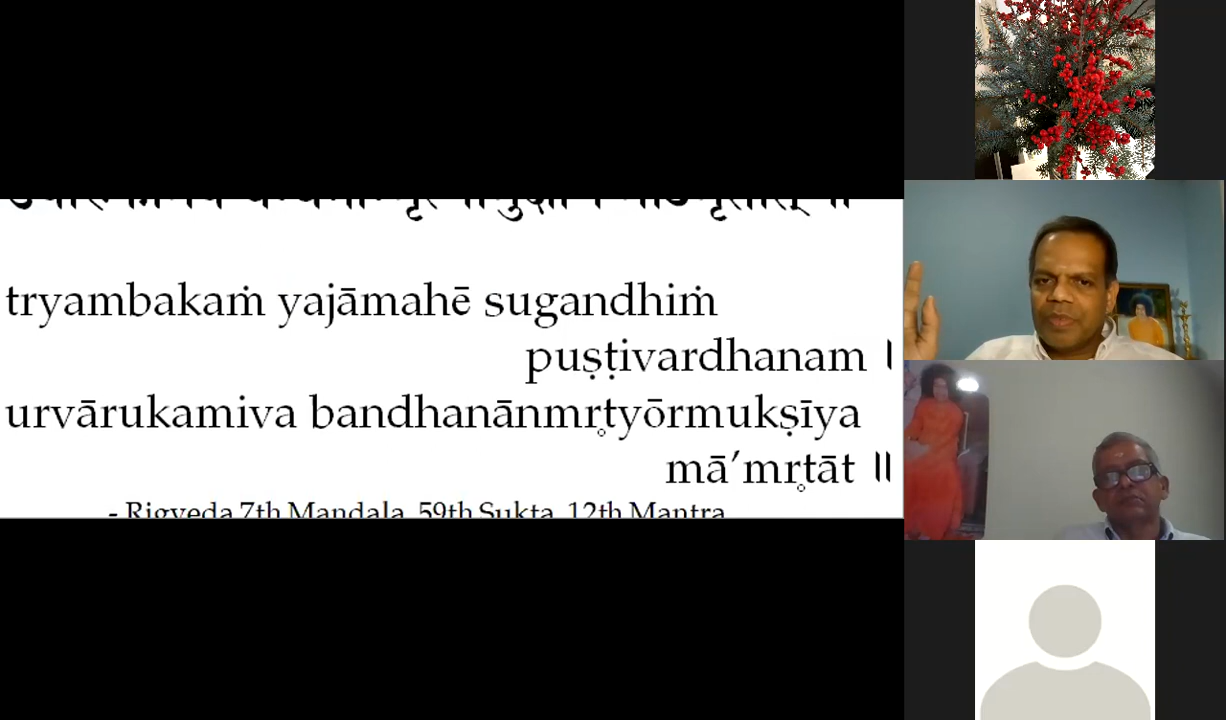 tryambakaṁ yajāmahē sugandhiṁ
puṣṭivardhanam ।
urvārukamiva bandhanānmr̥tyōrmukṣīya
mā’mr̥tāt ॥
- Rigveda 7th Mandala, 59th Sukta, 12th Mantra